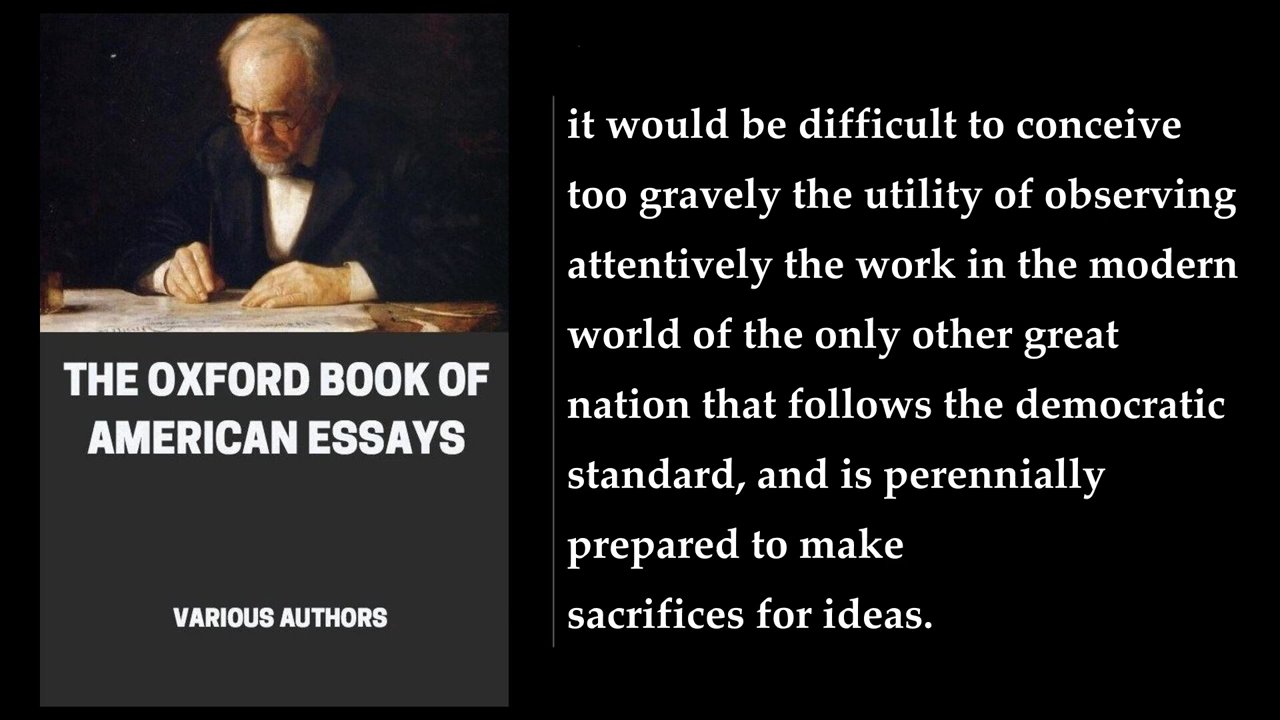 THE OXFORD BOOK OF
AMERICAN ESSAYS
VARIOUS AUTHORS
it would be difficult to conceive
too gravely the utility of observing
attentively the work in the modern
world of the only other great
nation that follows the democratic
standard, and is perennially
prepared to make
sacrifices for ideas.